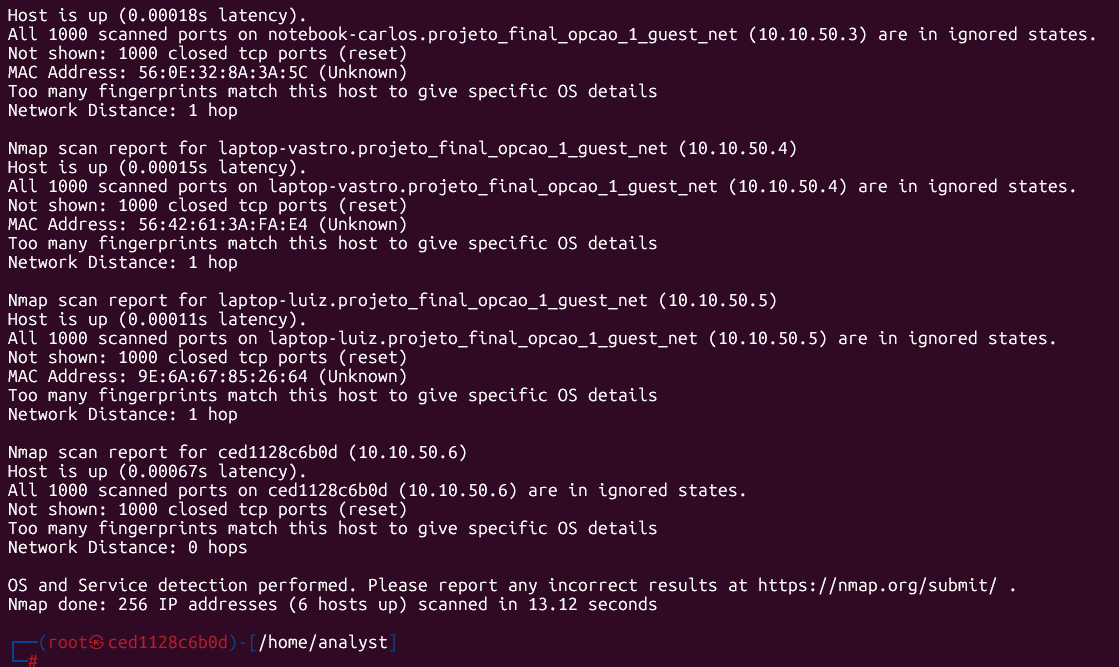 Host is up (0.00018s latency).
All 1000 scanned ports on notebook-carlos.projeto_final_opcao_1_guest_net (10.10.50.3) are in ignored states.
Not shown: 1000 closed tcp ports (reset)
MAC Address: 56:0E:32:8A:3A:5C (Unknown)
Too many fingerprints match this host to give specific OS details
Network Distance: 1 hop

Nmap scan report for laptop-vastro.projeto_final_opcao_1_guest_net (10.10.50.4)
Host is up (0.00015s latency).
All 1000 scanned ports on laptop-vastro.projeto_final_opcao_1_guest_net (10.10.50.4) are in ignored states.
Not shown: 1000 closed tcp ports (reset)
MAC Address: 56:42:61:3A:FA:E4 (Unknown)
Too many fingerprints match this host to give specific OS details
Network Distance: 1 hop

Nmap scan report for laptop-luiz.projeto_final_opcao_1_guest_net (10.10.50.5)
Host is up (0.00011s latency).
All 1000 scanned ports on laptop-luiz.projeto_final_opcao_1_guest_net (10.10.50.5) are in ignored states.
Not shown: 1000 closed tcp ports (reset)
MAC Address: 9E:6A:67:85:26:64 (Unknown)
Too many fingerprints match this host to give specific OS details
Network Distance: 1 hop

Nmap scan report for ced1128c6b0d (10.10.50.6)
Host is up (0.00067s latency).
All 1000 scanned ports on ced1128c6b0d (10.10.50.6) are in ignored states.
Not shown: 1000 closed tcp ports (reset)
Too many fingerprints match this host to give specific OS details
Network Distance: 0 hops

OS and Service detection performed. Please report any incorrect results at https://nmap.org/submit/ .
Nmap done: 256 IP addresses (6 hosts up) scanned in 13.12 seconds

┌──(root㉿ced1128c6b0d)-[/home/analyst]
└─#